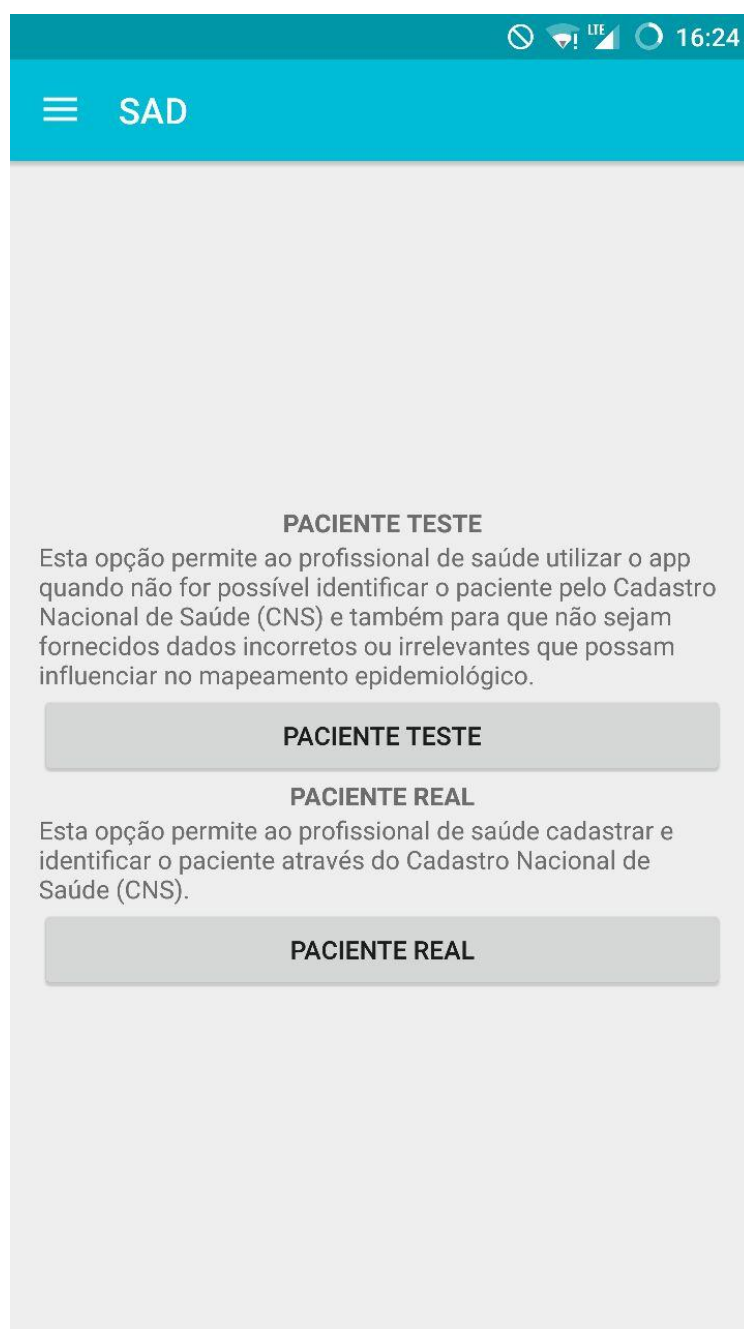 LTE 16:24
SAD
PACIENTE TESTE
Esta opção permite ao profissional de saúde utilizar o app
quando não for possível identificar o paciente pelo Cadastro
Nacional de Saúde (CNS) e também para que não sejam
fornecidos dados incorretos ou irrelevantes que possam
influenciar no mapeamento epidemiológico.
PACIENTE TESTE
PACIENTE REAL
Esta opção permite ao profissional de saúde cadastrar e
identificar o paciente através do Cadastro Nacional de
Saúde (CNS).
PACIENTE REAL